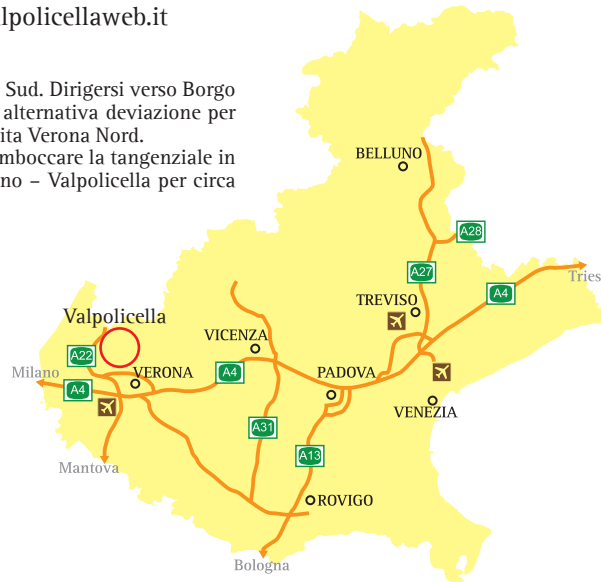 lpolicellaweb.it
Sud. Dirigersi verso Borgo
alternativa deviazione per
ita Verona Nord.
mboccare la tangenziale in
no – Valpolicella per circa
BELLUNO
A28
A27
Tries
A4
TREVISO
Valpolicella
VICENZA
A22
Milano
VERONA
A4
PADOVA
A4
VENEZIA
A31
A13
Mantova
ROVIGO
Bologna